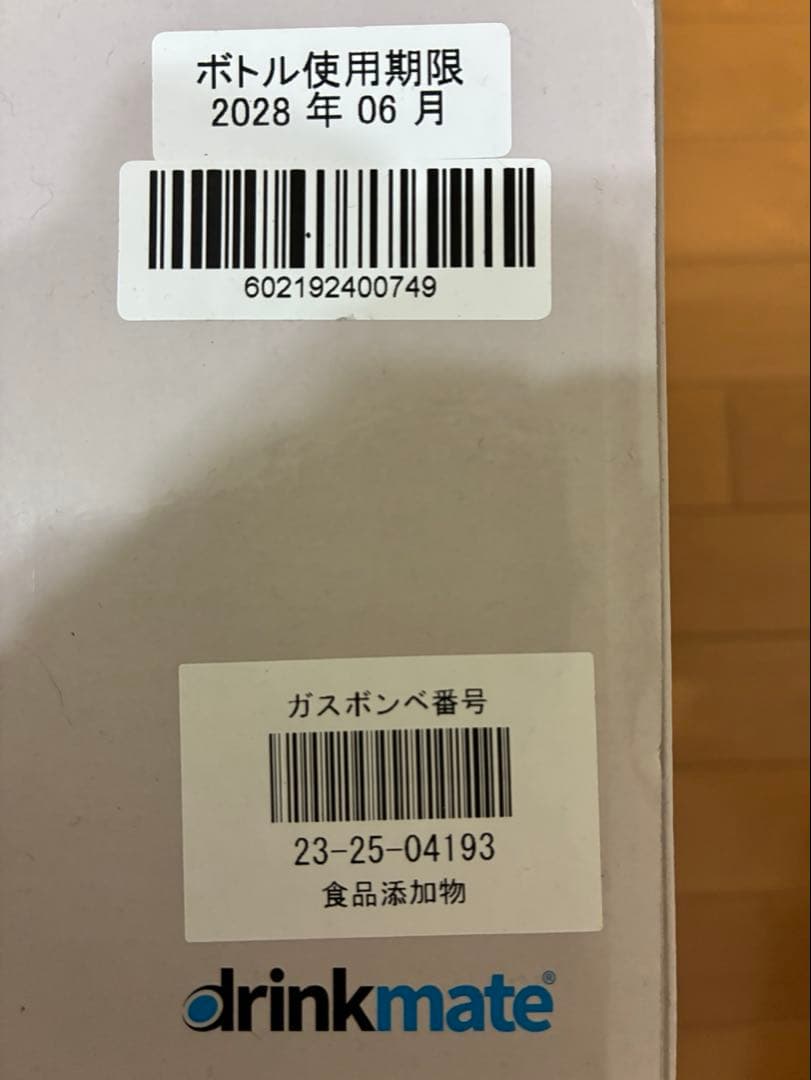 ボトル使用期限
2028 年 06 月
602192400749
ガスボンベ番号
23-25-04193
食品添加物
drinkmate®